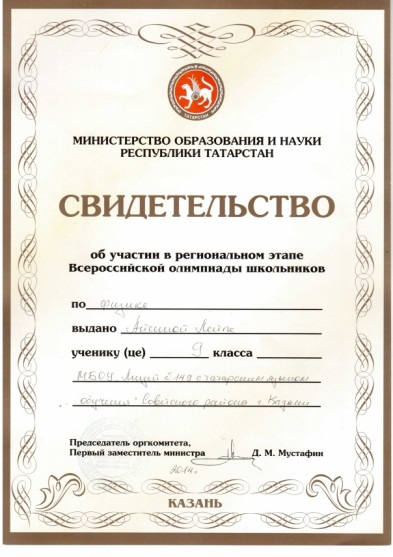 ТАТАРСТАН
МИНИСТЕРСТВО ОБРАЗОВАНИЯ И НАУКИ
РЕСПУБЛИКИ ТАТАРСТАН
СВИДЕТЕЛЬСТВО
об участии в региональном этапе
Всероссийской олимпиады школьников
по физике
выдано Лейле
ученику (це) 9 класса
МБОУ "Лицей №149 с татарским языком
обучения" Советского района г. Казани
Председатель оргкомитета,
Первый заместитель министра Д. М. Мустафин
2014г.
КАЗАНЬ